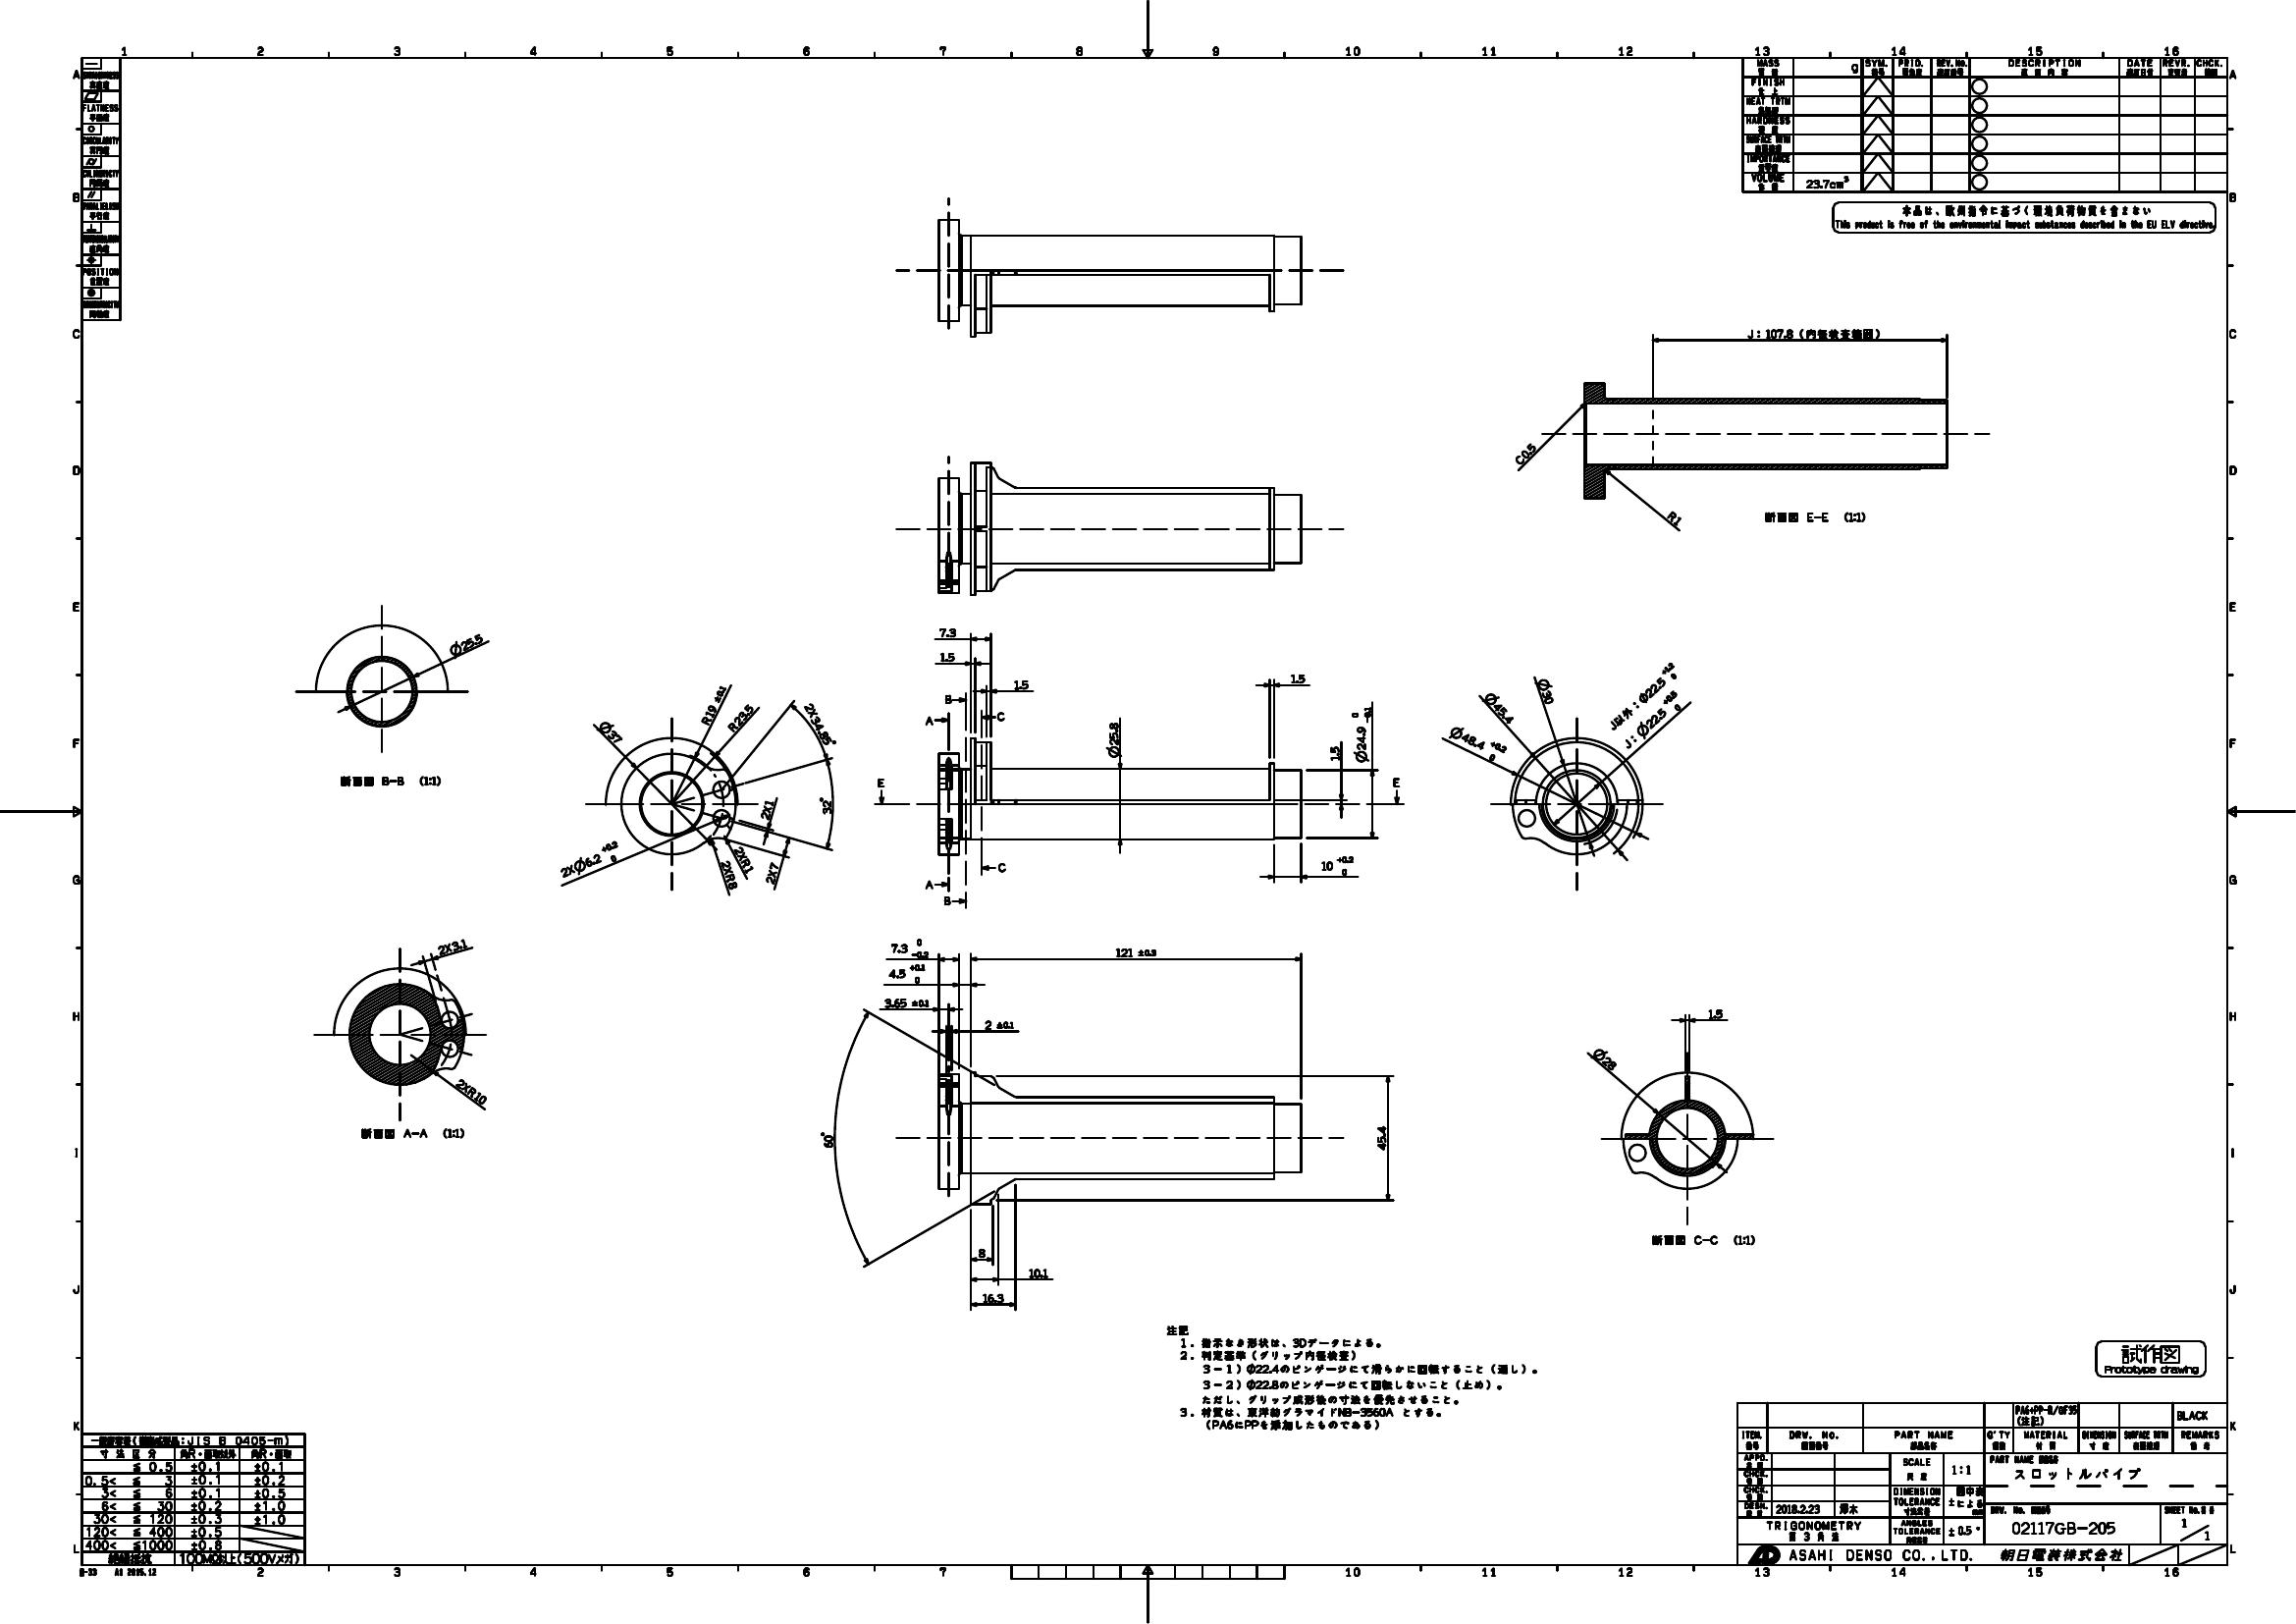 1 2 3 4 5 6 7 8 9 10 11 12 13 14 15 16
A
B
C
D
E
F
G
H
I
J
K
L
FLATNESS
平面度
POSITION
位置度
MASS g SYM. PRID. REV.No. DESCRIPTION DATE REVR. CHCK.
FINISH
HEAT TRTM
HARDNESS
IMPORTANCE
VOLUME 23.7cm³
本品は、欧州指令に基づく環境負荷物質を含まない
This product is free of the environmental impact substances described in the EU ELV directive.
J:107.8(内径検査範囲)
C0.5
R1
断面図 E-E (1:1)
Ø25.5
断面図 B-B (1:1)
Ø37
R19 ±0.1
R23.5
2X34.85°
32°
2X1
2X7
2XR1
2XR8
2XØ6.2 +0.2 0
7.3
1.5
1.5
B
A
C
E
Ø25.8
1.5
1.5
Ø24.9 0 -0.1
E
10 +0.2 0
A
B
C
Ø48.4 +0.2 0
Ø45.4
Ø30
J以外:Ø22.5 +0.2 0
J:Ø22.5 +0.5 0
2X3.1
2XR10
断面図 A-A (1:1)
7.3 0 -0.2
4.5 +0.1 0
3.65 ±0.1
2 ±0.1
121 ±0.3
60°
45.4
8
10.1
16.3
1.5
Ø28
断面図 C-C (1:1)
注記
1. 指示なき形状は、3Dデータによる。
2. 判定基準(グリップ内径検査)
3-1)Φ22.4のピンゲージにて滑らかに回転すること(通し)。
3-2)Φ22.8のピンゲージにて回転しないこと(止め)。
ただし、グリップ成形後の寸法を優先させること。
3. 材質は、東洋紡グラマイドNB-3560A とする。
(PA6にPPを添加したものである)
試作図
Prototype drawing
JIS B 0405-m)
寸法区分
≦ 0.5 ±0.1 ±0.1
0.5< ≦ 3 ±0.1 ±0.2
3< ≦ 6 ±0.1 ±0.5
6< ≦ 30 ±0.2 ±1.0
30< ≦ 120 ±0.3 ±1.0
120< ≦ 400 ±0.5
400< ≦1000 ±0.8
絶縁抵抗 100MΩ以上(500Vメガ)
A1 2015.12
(注記) BLACK
ITEM. DRW. No. PART NAME Q'TY MATERIAL DIMENSION REMARKS
APPD.
CHCK.
CHCK.
DESN. 2018.2.23
SCALE
尺度 1:1
DIMENSION
TOLERANCE
寸法公差
ANGLES
TOLERANCE ±0.5°
TRIGONOMETRY
第3角法
PART NAME
スロットルパイプ
DRW. No.
02117GB-205
SHEET No.
1/1
ASAHI DENSO CO.,LTD. 朝日電装株式会社